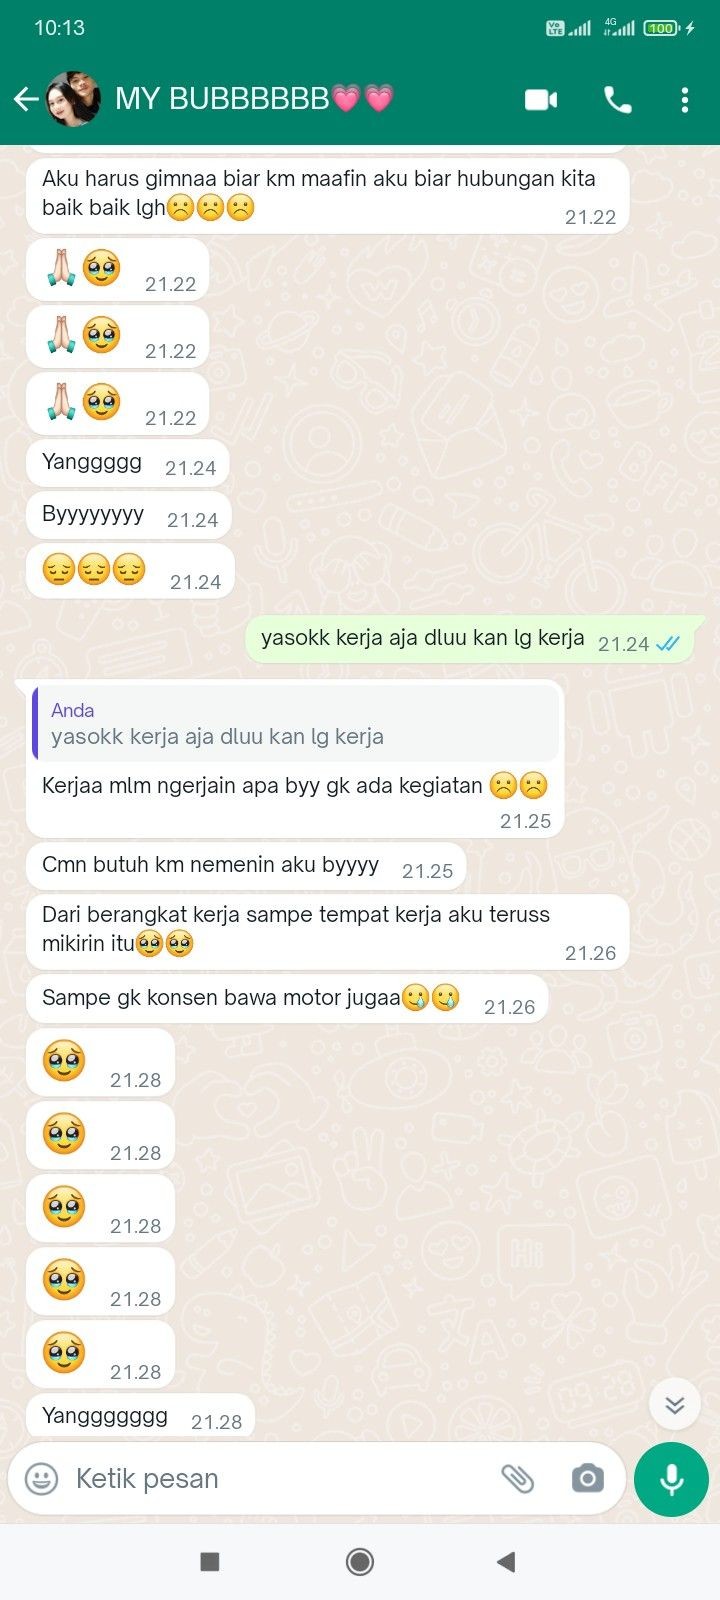 10:13
Vo LTE 4G 100
MY BUBBBBBB💗💗
Aku harus gimnaa biar km maafin aku biar hubungan kita
baik baik lgh☹️☹️☹️ 21.22
🙏🏻🥹 21.22
🙏🏻🥹 21.22
🙏🏻🥹 21.22
Yanggggg 21.24
Byyyyyyyy 21.24
😔😔😔 21.24
yasokk kerja aja dluu kan lg kerja 21.24
Anda
yasokk kerja aja dluu kan lg kerja
Kerjaa mlm ngerjain apa byy gk ada kegiatan ☹️☹️
21.25
Cmn butuh km nemenin aku byyyy 21.25
Dari berangkat kerja sampe tempat kerja aku teruss
mikirin itu🥹🥹 21.26
Sampe gk konsen bawa motor jugaa🥲🥲 21.26
🥹 21.28
🥹 21.28
🥹 21.28
🥹 21.28
🥹 21.28
Yanggggggg 21.28
Ketik pesan